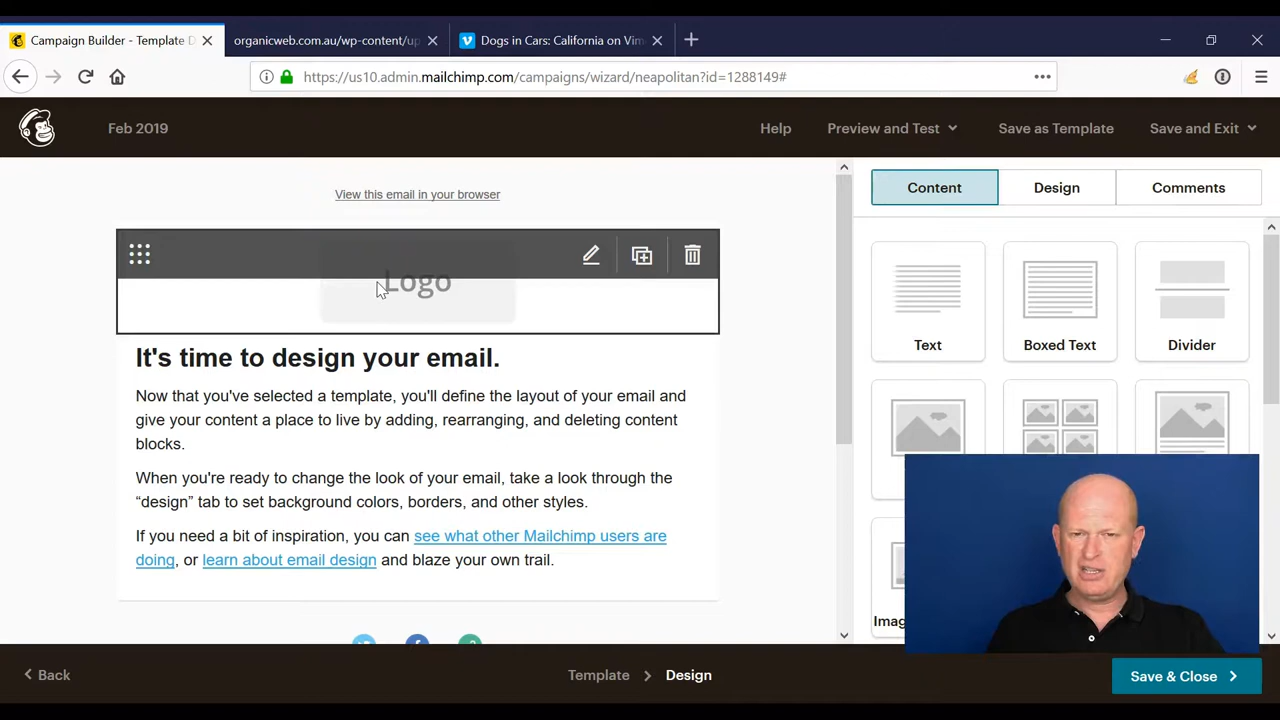 Campaign Builder - Template D
organicweb.com.au/wp-content/up
Dogs in Cars: California on Vim
https://us10.admin.mailchimp.com/campaigns/wizard/neapolitan?id=1288149#
Feb 2019
Help
Preview and Test
Save as Template
Save and Exit
View this email in your browser
Content
Design
Comments
Logo
Text
Boxed Text
Divider
It's time to design your email.
Now that you've selected a template, you'll define the layout of your email and
give your content a place to live by adding, rearranging, and deleting content
blocks.
When you're ready to change the look of your email, take a look through the
“design” tab to set background colors, borders, and other styles.
If you need a bit of inspiration, you can see what other Mailchimp users are
doing, or learn about email design and blaze your own trail.
Imag
Back
Template
Design
Save & Close